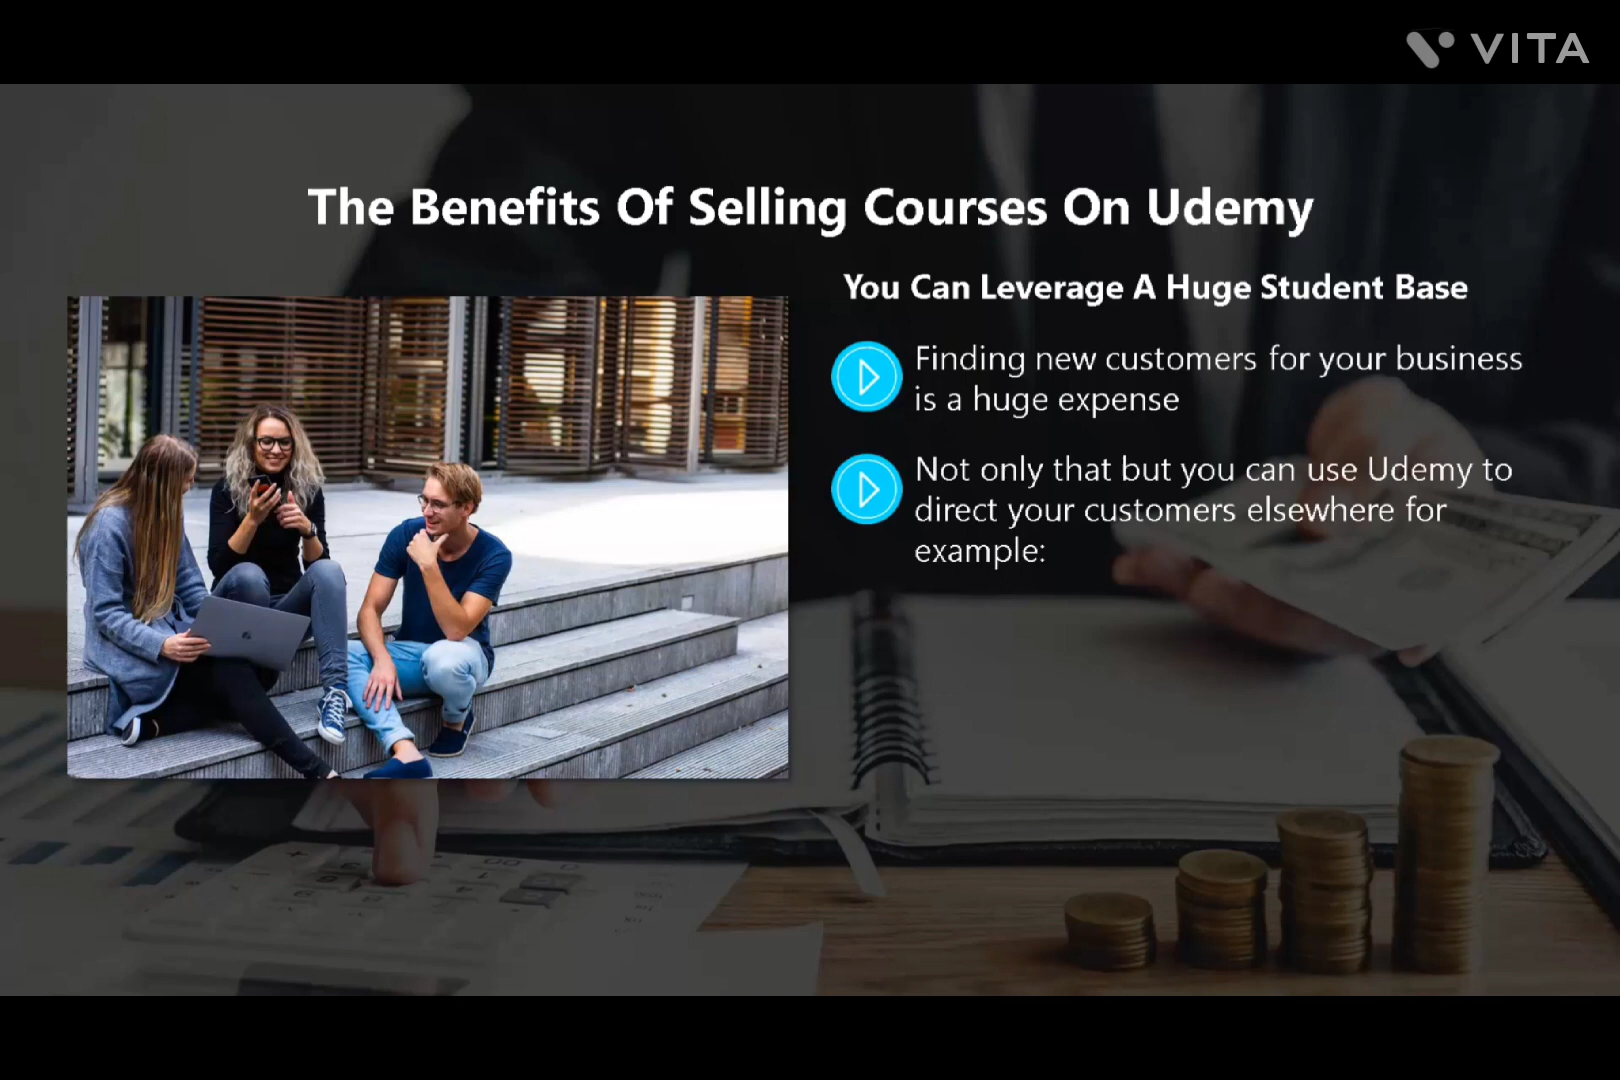 VITA
The Benefits Of Selling Courses On Udemy
You Can Leverage A Huge Student Base
Finding new customers for your business
is a huge expense
Not only that but you can use Udemy to
direct your customers elsewhere for
example: